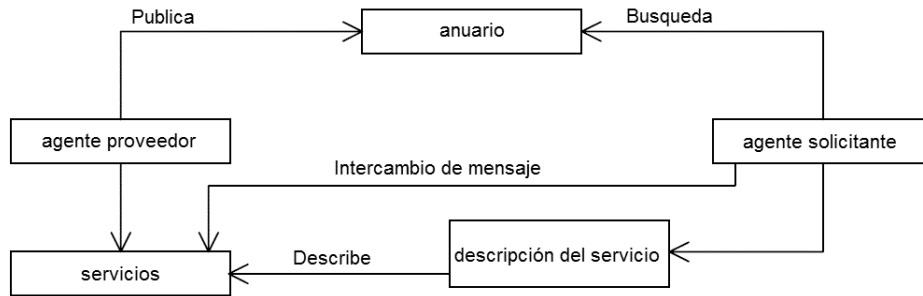 Publica
Busqueda
anuario
agente proveedor
agente solicitante
Intercambio de mensaje
descripción del servicio
Describe
servicios